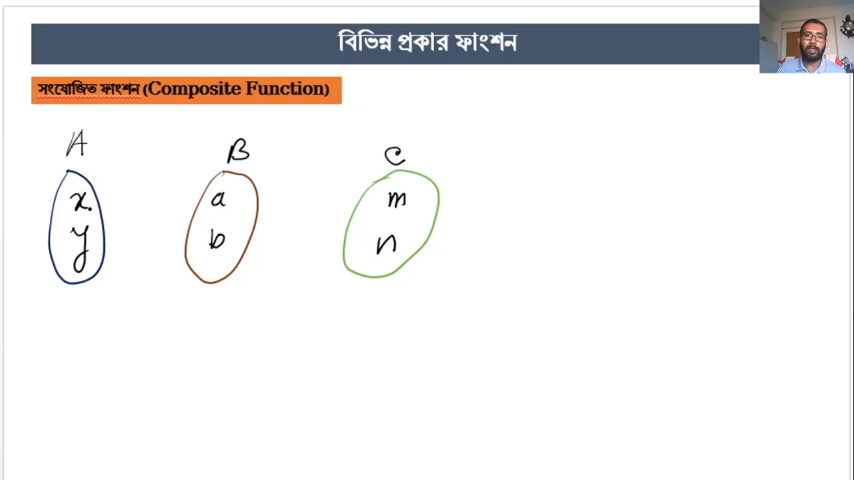 বিভিন্ন প্রকার ফাংশন
সংযোজিত ফাংশন (Composite Function)
A B C
x. a m
y b n